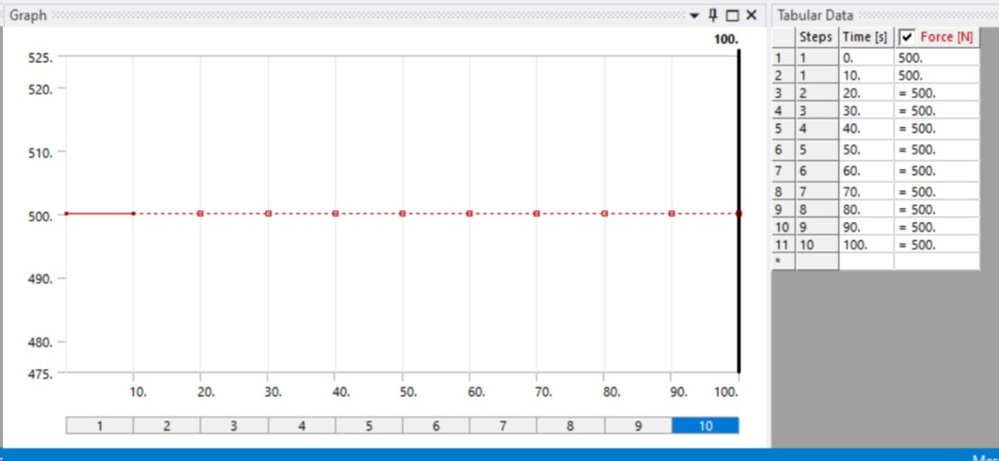 Graph
100.
525.
520.
510.
500.
490.
480.
475.
10. 20. 30. 40. 50. 60. 70. 80. 90. 100.
1 2 3 4 5 6 7 8 9 10
Tabular Data
Steps Time [s] Force [N]
1 1 0. 500.
2 1 10. 500.
3 2 20. = 500.
4 3 30. = 500.
5 4 40. = 500.
6 5 50. = 500.
7 6 60. = 500.
8 7 70. = 500.
9 8 80. = 500.
10 9 90. = 500.
11 10 100. = 500.
*